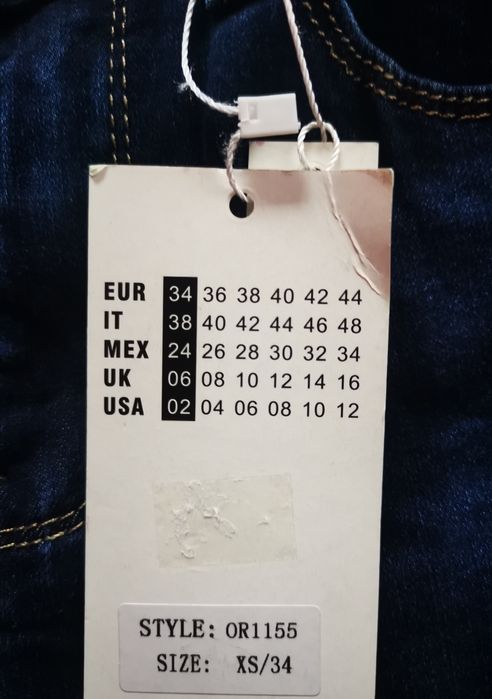 EUR 34 36 38 40 42 44
IT 38 40 42 44 46 48
MEX 24 26 28 30 32 34
UK 06 08 10 12 14 16
USA 02 04 06 08 10 12
STYLE: OR1155
SIZE: XS/34